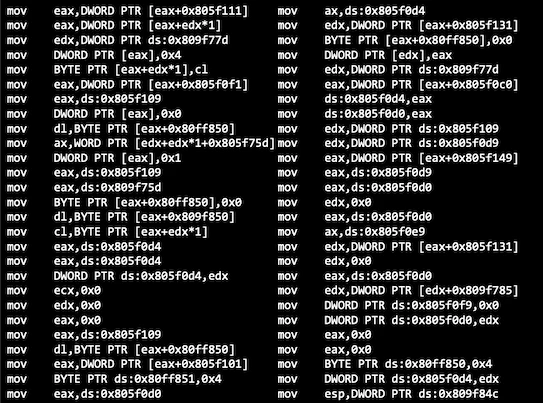 mov eax,DWORD PTR [eax+0x805f111]
mov eax,DWORD PTR [eax+edx*1]
mov edx,DWORD PTR ds:0x809f77d
mov DWORD PTR [eax],0x4
mov BYTE PTR [eax+edx*1],cl
mov eax,DWORD PTR [eax+0x805f0f1]
mov eax,ds:0x805f109
mov DWORD PTR [eax],0x0
mov dl,BYTE PTR [eax+0x80ff850]
mov ax,WORD PTR [edx+edx*1+0x805f75d]
mov DWORD PTR [eax],0x1
mov eax,ds:0x805f109
mov eax,ds:0x809f75d
mov BYTE PTR [eax+0x80ff850],0x0
mov dl,BYTE PTR [eax+0x809f850]
mov cl,BYTE PTR [eax+edx*1]
mov eax,ds:0x805f0d4
mov eax,ds:0x805f0d4
mov DWORD PTR ds:0x805f0d4,edx
mov ecx,0x0
mov edx,0x0
mov eax,0x0
mov eax,ds:0x805f109
mov dl,BYTE PTR [eax+0x80ff850]
mov eax,DWORD PTR [eax+0x805f101]
mov BYTE PTR ds:0x80ff851,0x4
mov eax,ds:0x805f0d0
mov ax,ds:0x805f0d4
mov edx,DWORD PTR [eax+0x805f131]
mov BYTE PTR [eax+0x80ff850],0x0
mov DWORD PTR [edx],eax
mov edx,DWORD PTR ds:0x809f77d
mov eax,DWORD PTR [eax+0x805f0c0]
mov ds:0x805f0d4,eax
mov ds:0x805f0d0,eax
mov edx,DWORD PTR ds:0x805f109
mov edx,DWORD PTR ds:0x805f0d9
mov eax,DWORD PTR [eax+0x805f149]
mov eax,ds:0x805f0d9
mov eax,ds:0x805f0d0
mov edx,0x0
mov eax,ds:0x805f0d0
mov ax,ds:0x805f0e9
mov edx,DWORD PTR [eax+0x805f131]
mov edx,0x0
mov eax,ds:0x805f0d0
mov edx,DWORD PTR [edx+0x809f785]
mov DWORD PTR ds:0x805f0f9,0x0
mov DWORD PTR ds:0x805f0d0,edx
mov eax,0x0
mov eax,0x0
mov BYTE PTR ds:0x80ff850,0x4
mov DWORD PTR ds:0x805f0d4,edx
mov esp,DWORD PTR ds:0x809f84c